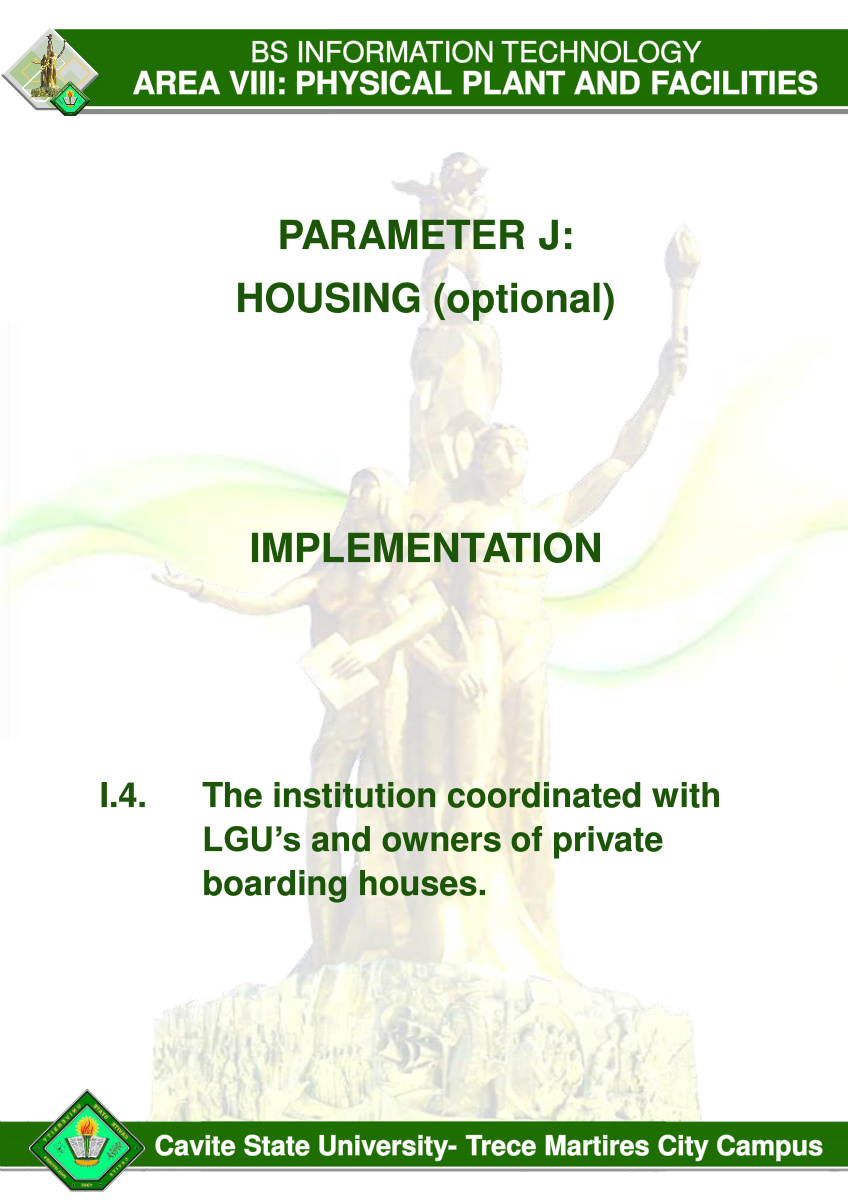 BS INFORMATION TECHNOLOGY
AREA VIII: PHYSICAL PLANT AND FACILITIES
PARAMETER J:
HOUSING (optional)
IMPLEMENTATION
I.4. The institution coordinated with
LGU’s and owners of private
boarding houses.
Cavite State University- Trece Martires City Campus